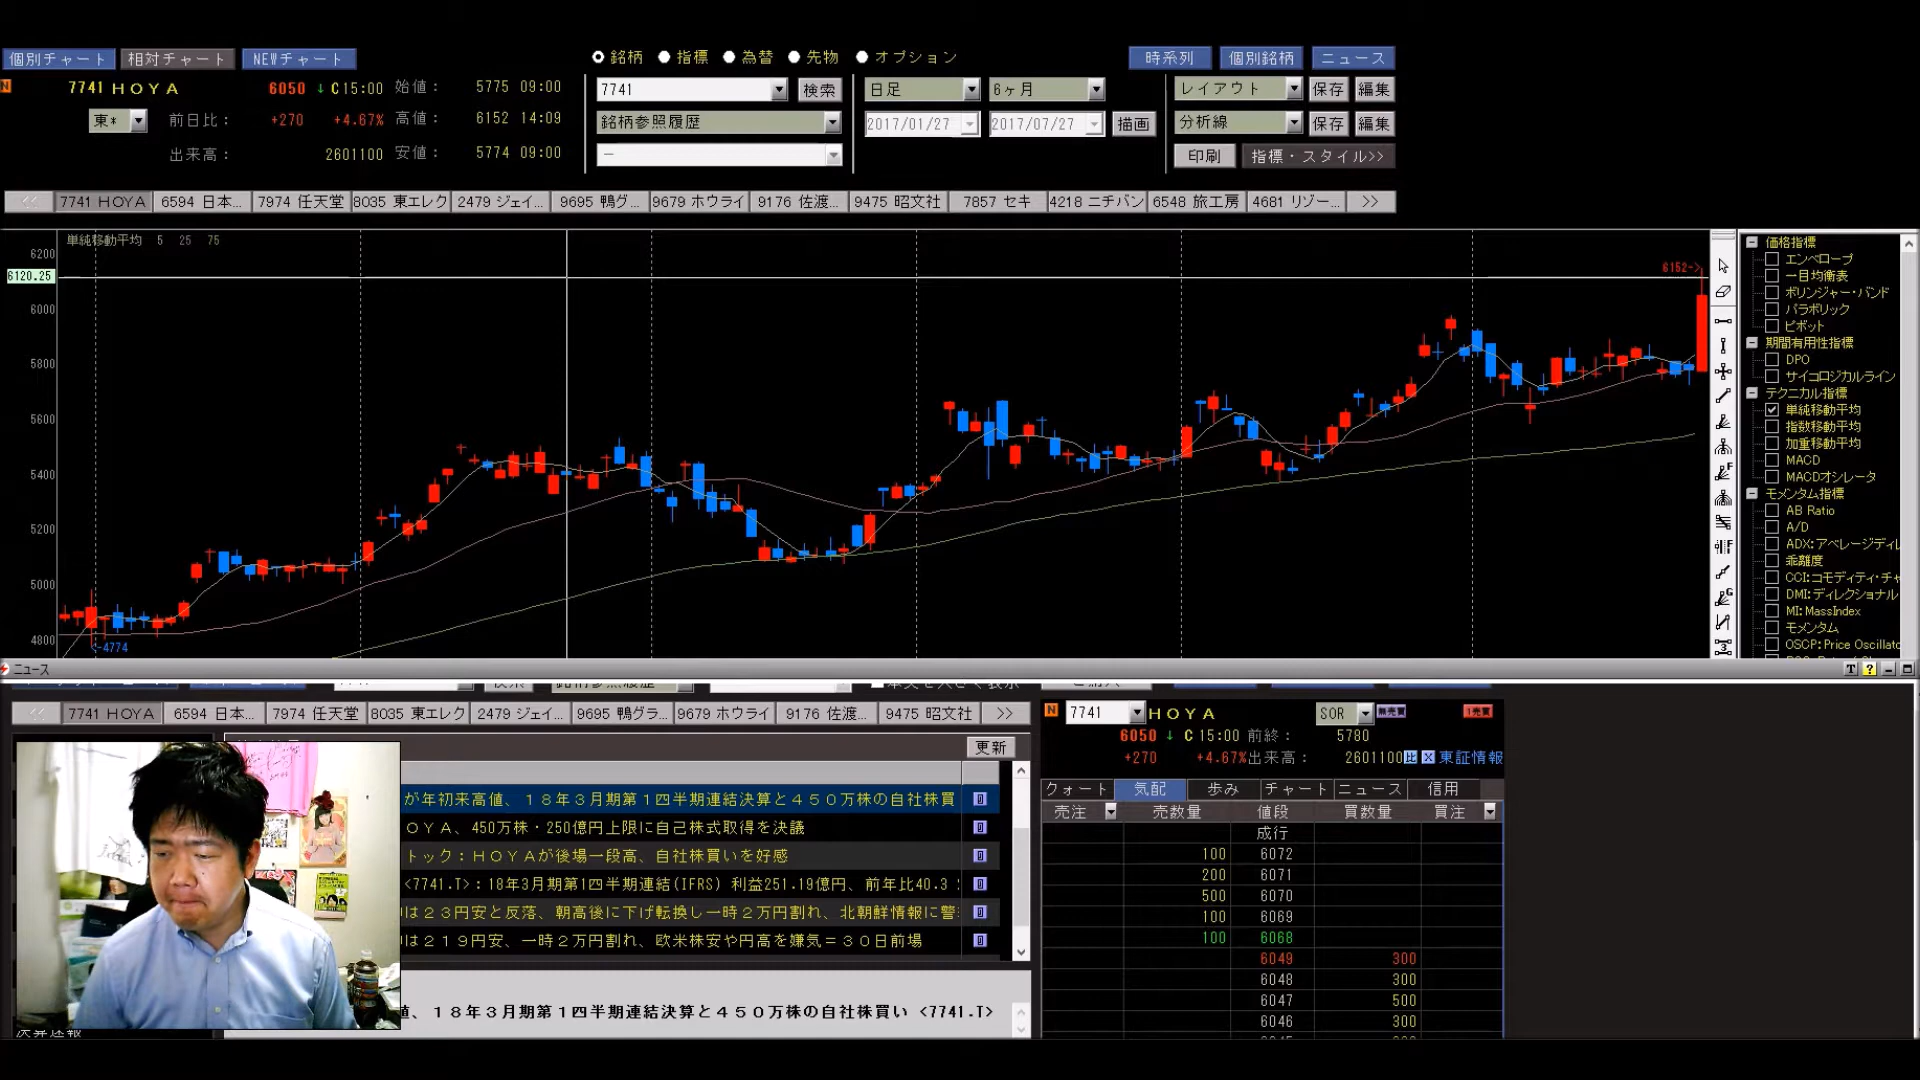 個別チャート 相対チャート NEWチャート
銘柄 指標 為替 先物 オプション
時系列 個別銘柄 ニュース
7741 HOYA 6050 ↓ C15:00 始値： 5775 09:00
東* 前日比： +270 +4.67% 高値： 6152 14:09
出来高： 2601100 安値： 5774 09:00
7741 検索
銘柄参照履歴
—
日足 6ヶ月
2017/01/27 2017/07/27 描画
レイアウト 保存 編集
分析線 保存 編集
印刷 指標・スタイル>>
<< 7741 HOYA 6594 日本... 7974 任天堂 8035 東エレク 2479 ジェイ... 9695 鴨グ... 9679 ホウライ 9176 佐渡... 9475 昭文社 7857 セキ 4218 ニチバン 6548 旅工房 4681 リゾー... >>
単純移動平均 5 25 75
6200
6120.25
6000
5800
5600
5400
5200
5000
4800
6152->
<-4774
価格指標
エンベロープ
一目均衡表
ボリンジャー・バンド
パラボリック
ピボット
期間有用性指標
DPO
サイコロジカルライン
テクニカル指標
単純移動平均
指数移動平均
加重移動平均
MACD
MACDオシレータ
モメンタム指標
AB Ratio
A/D
ADX:アベレージディレ
乖離度
CCI:コモディティ・チャ
DMI:ディレクショナル
MI:MassIndex
モメンタム
OSCP:Price Oscillato
ニュース
<< 7741 HOYA 6594 日本... 7974 任天堂 8035 東エレク 2479 ジェイ... 9695 鴨グラ... 9679 ホウライ 9176 佐渡... 9475 昭文社 >>
更新
が年初来高値、１８年３月期第１四半期連結決算と４５０万株の自社株買
ＯＹＡ、450万株・250億円上限に自己株式取得を決議
トック：ＨＯＹＡが後場一段高、自社株買いを好感
<7741.T>：18年3月期第1四半期連結(IFRS) 利益251.19億円、前年比40.3
は２３円安と反落、朝高後に下げ転換し一時２万円割れ、北朝鮮情報に警
は２１９円安、一時２万円割れ、欧米株安や円高を嫌気＝３０日前場
、１８年３月期第１四半期連結決算と４５０万株の自社株買い <7741.T>
7741 HOYA SOR
6050 ↓ C 15:00 前終： 5780
+270 +4.67% 出来高： 2601100 東証情報
クォート 気配 歩み チャート ニュース 信用
売注 売数量 値段 買数量 買注
成行
100 6072
200 6071
500 6070
100 6069
100 6068
6049 300
6048 300
6047 500
6046 300